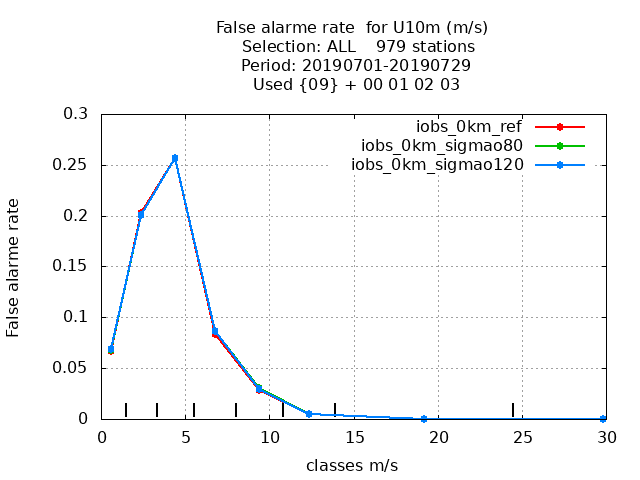 False alarme rate  for U10m (m/s)
Selection: ALL    979 stations
Period: 20190701-20190729
Used {09} + 00 01 02 03
iobs_0km_ref
iobs_0km_sigmao80
iobs_0km_sigmao120
False alarme rate
0.3
0.25
0.2
0.15
0.1
0.05
0
0 5 10 15 20 25 30
classes m/s